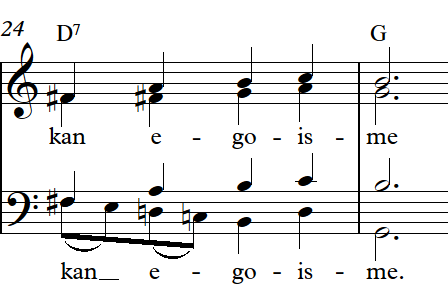 24 D7 G
kan e - go - is - me
kan__ e - go - is - me.